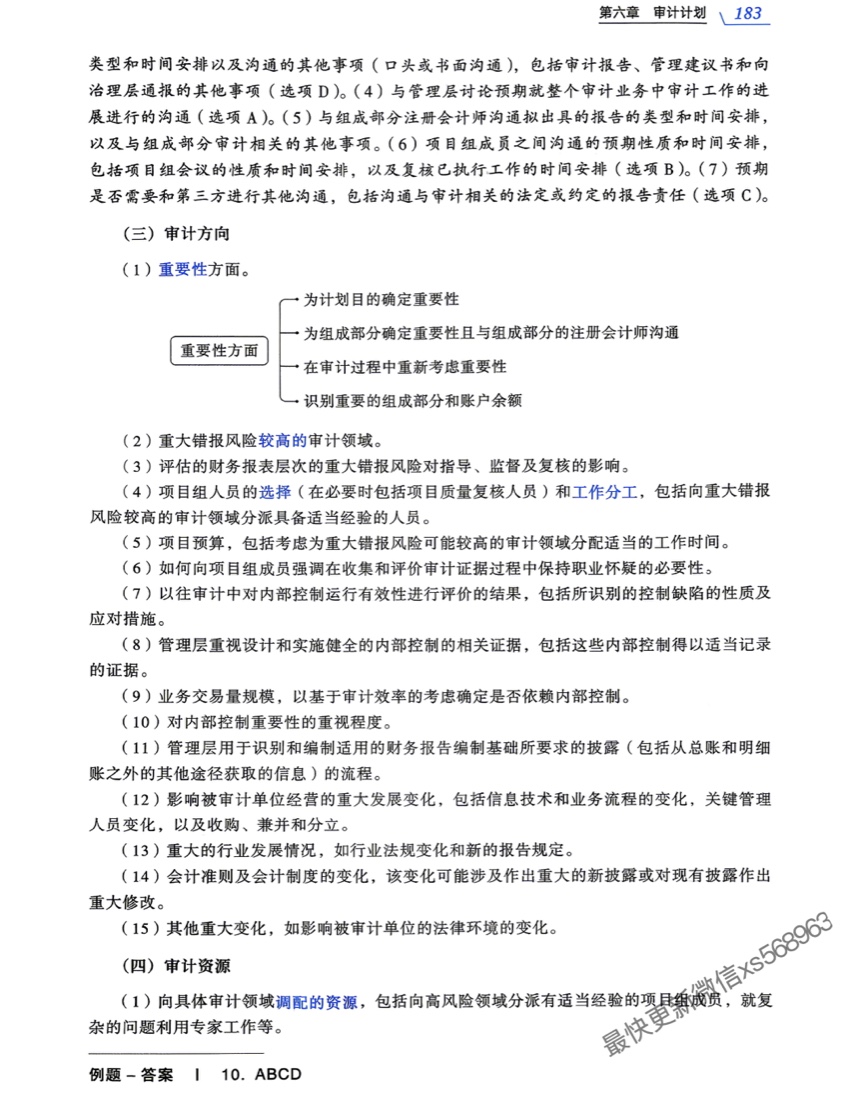 第六章 审计计划 183
类型和时间安排以及沟通的其他事项（口头或书面沟通），包括审计报告、管理建议书和向
治理层通报的其他事项（选项 D）。（4）与管理层讨论预期就整个审计业务中审计工作的进
展进行的沟通（选项 A）。（5）与组成部分注册会计师沟通拟出具的报告的类型和时间安排，
以及与组成部分审计相关的其他事项。（6）项目组成员之间沟通的预期性质和时间安排，
包括项目组会议的性质和时间安排，以及复核已执行工作的时间安排（选项 B）。（7）预期
是否需要和第三方进行其他沟通，包括沟通与审计相关的法定或约定的报告责任（选项 C）。
（三）审计方向
（1）重要性方面。
重要性方面
为计划目的确定重要性
为组成部分确定重要性且与组成部分的注册会计师沟通
在审计过程中重新考虑重要性
识别重要的组成部分和账户余额
（2）重大错报风险较高的审计领域。
（3）评估的财务报表层次的重大错报风险对指导、监督及复核的影响。
（4）项目组人员的选择（在必要时包括项目质量复核人员）和工作分工，包括向重大错报
风险较高的审计领域分派具备适当经验的人员。
（5）项目预算，包括考虑为重大错报风险可能较高的审计领域分配适当的工作时间。
（6）如何向项目组成员强调在收集和评价审计证据过程中保持职业怀疑的必要性。
（7）以往审计中对内部控制运行有效性进行评价的结果，包括所识别的控制缺陷的性质及
应对措施。
（8）管理层重视设计和实施健全的内部控制的相关证据，包括这些内部控制得以适当记录
的证据。
（9）业务交易量规模，以基于审计效率的考虑确定是否依赖内部控制。
（10）对内部控制重要性的重视程度。
（11）管理层用于识别和编制适用的财务报告编制基础所要求的披露（包括从总账和明细
账之外的其他途径获取的信息）的流程。
（12）影响被审计单位经营的重大发展变化，包括信息技术和业务流程的变化，关键管理
人员变化，以及收购、兼并和分立。
（13）重大的行业发展情况，如行业法规变化和新的报告规定。
（14）会计准则及会计制度的变化，该变化可能涉及作出重大的新披露或对现有披露作出
重大修改。
（15）其他重大变化，如影响被审计单位的法律环境的变化。
（四）审计资源
（1）向具体审计领域调配的资源，包括向高风险领域分派有适当经验的项目组成员，就复
杂的问题利用专家工作等。
最快更新微信xs568963
例题－答案 | 10. ABCD